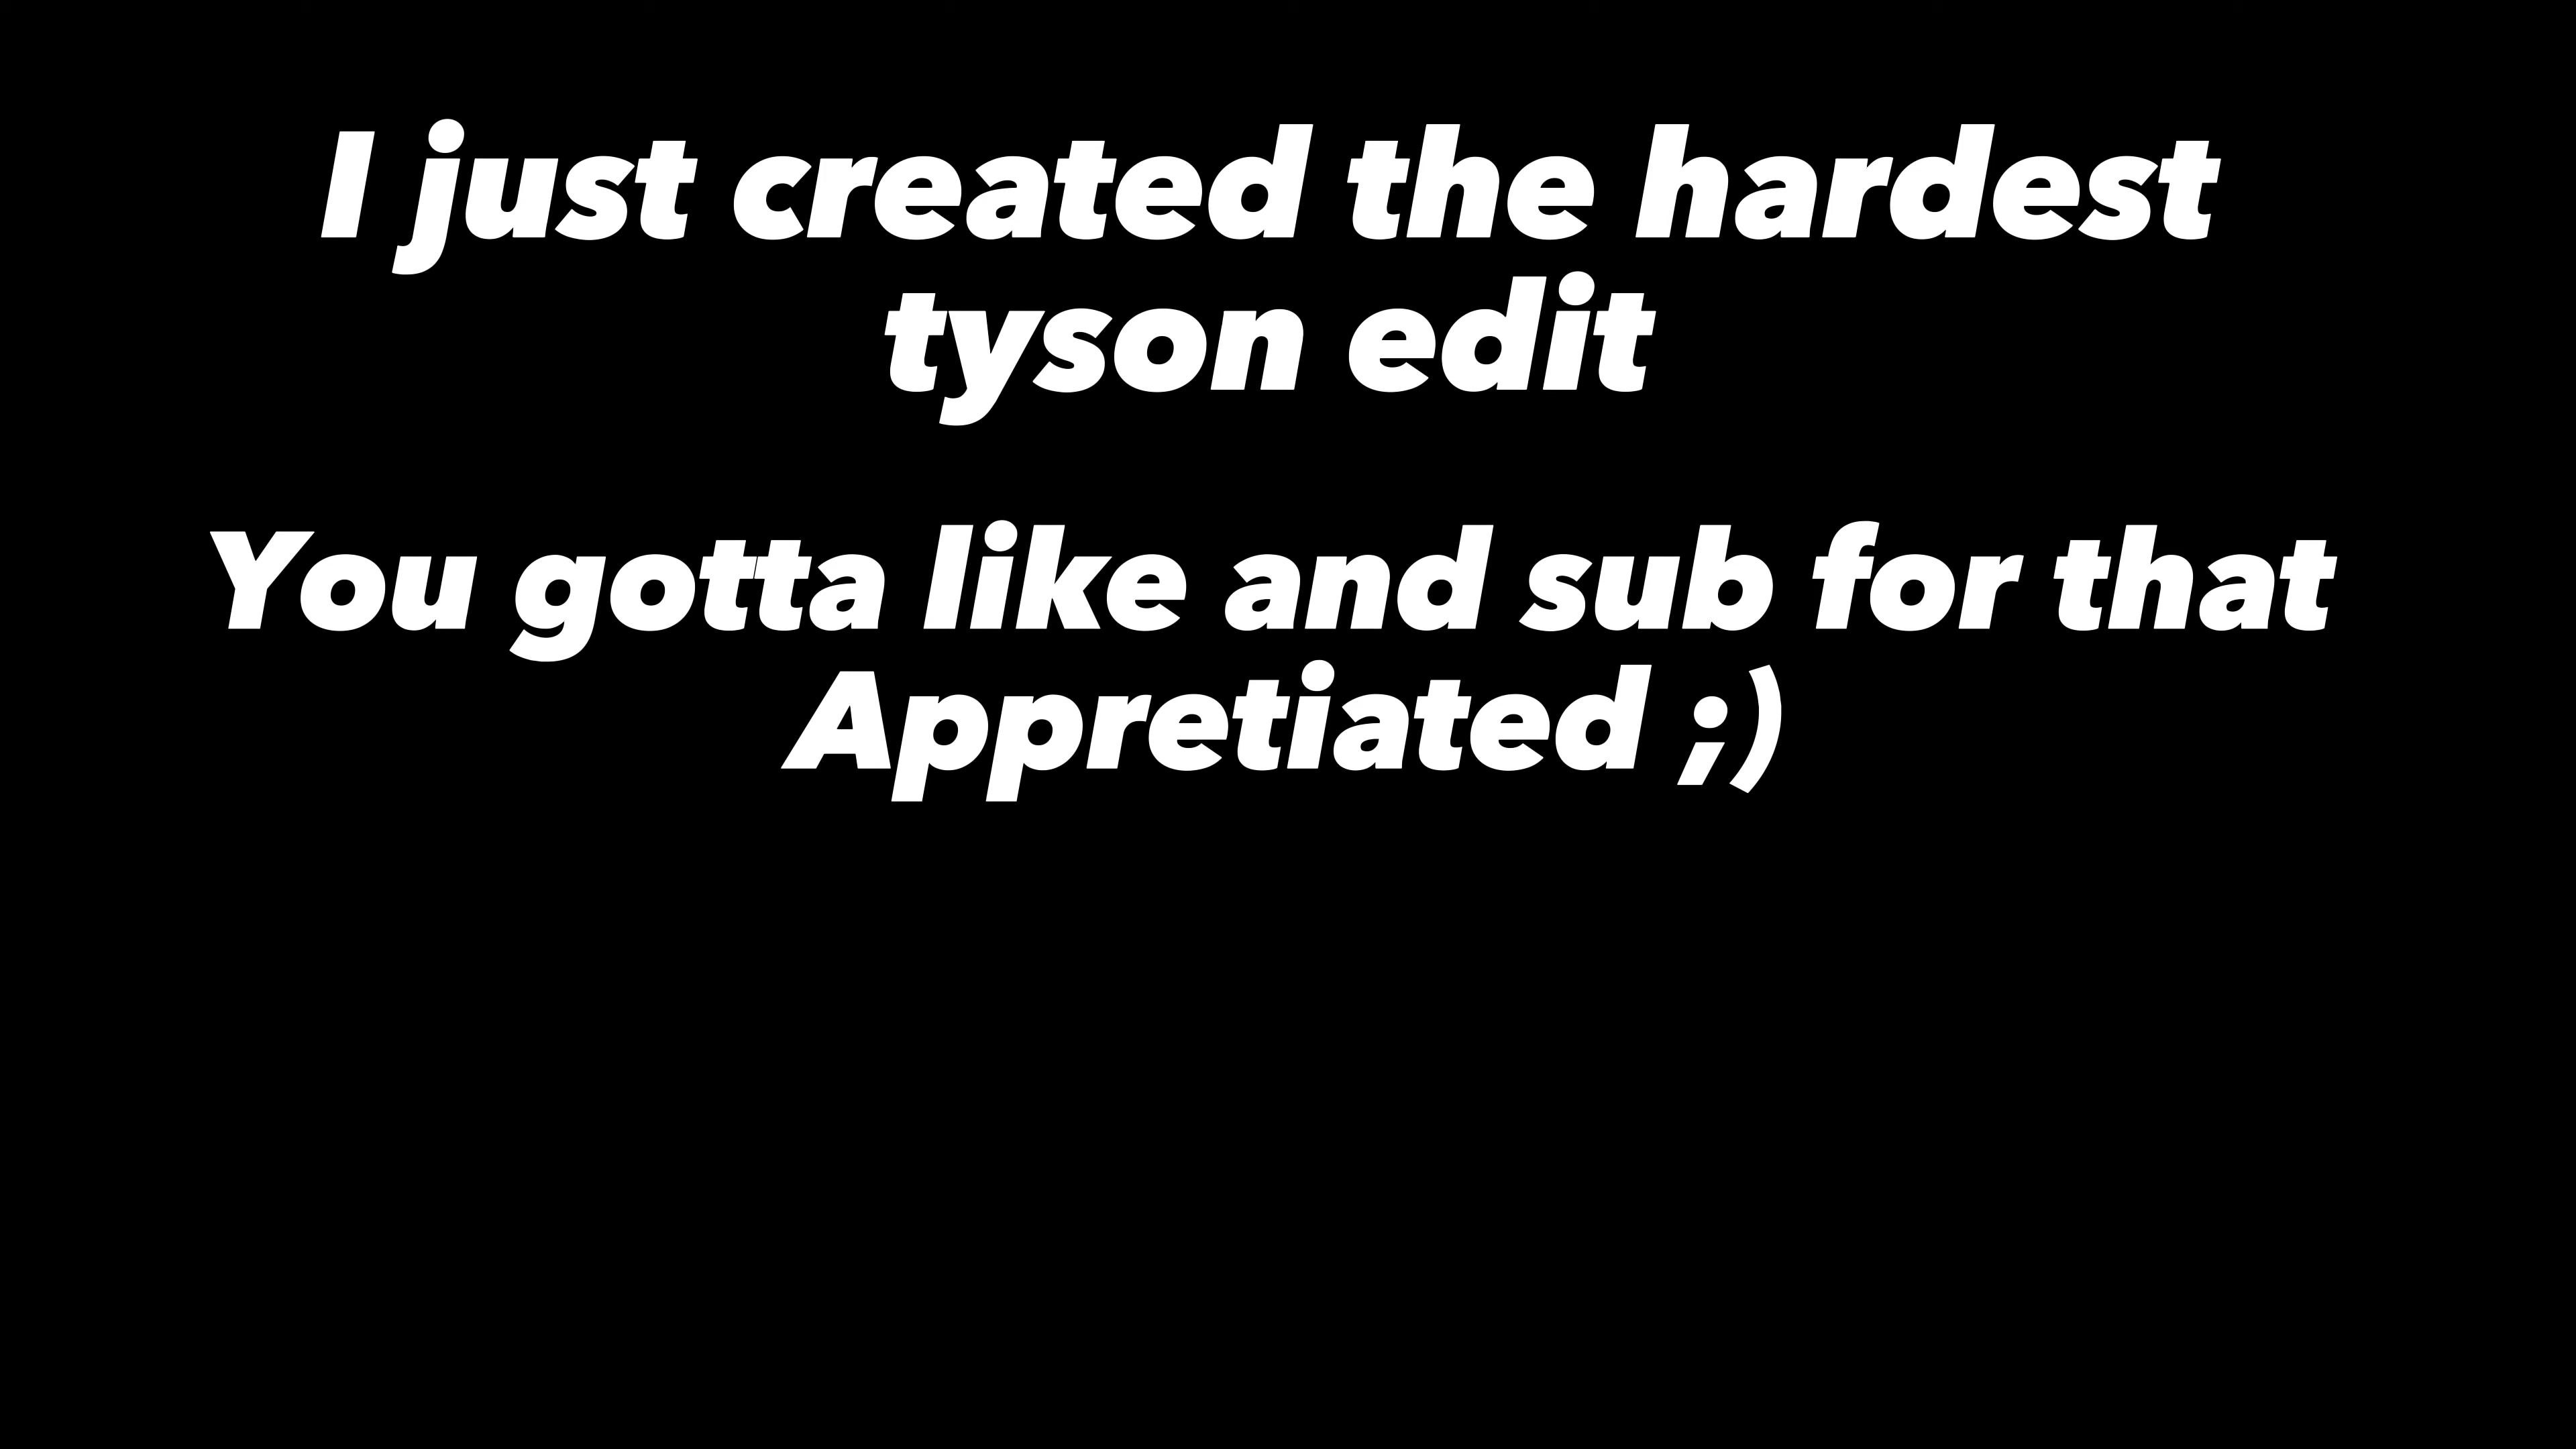 I just created the hardest
tyson edit
You gotta like and sub for that
Appretiated ;)